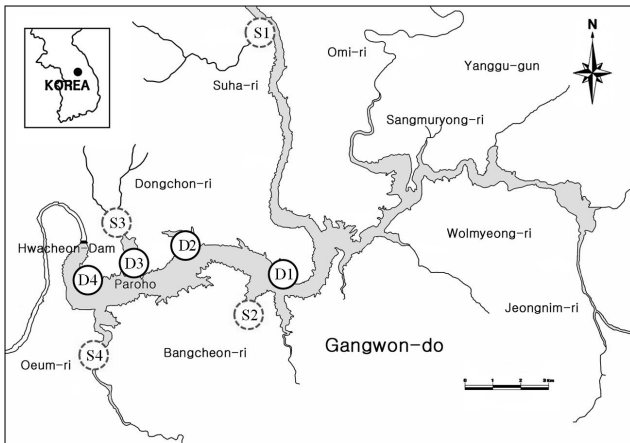 S1
Omi-ri
N
Yanggu-gun
KOREA
Suha-ri
Sangmuryong-ri
Dongchon-ri
S3
Hwacheon-Dam
D2
Wolmyeong-ri
D3
D1
D4
Paroho
Jeongnim-ri
S2
Gangwon-do
S4
Bangcheon-ri
Oeum-ri
0 1 2 3 km